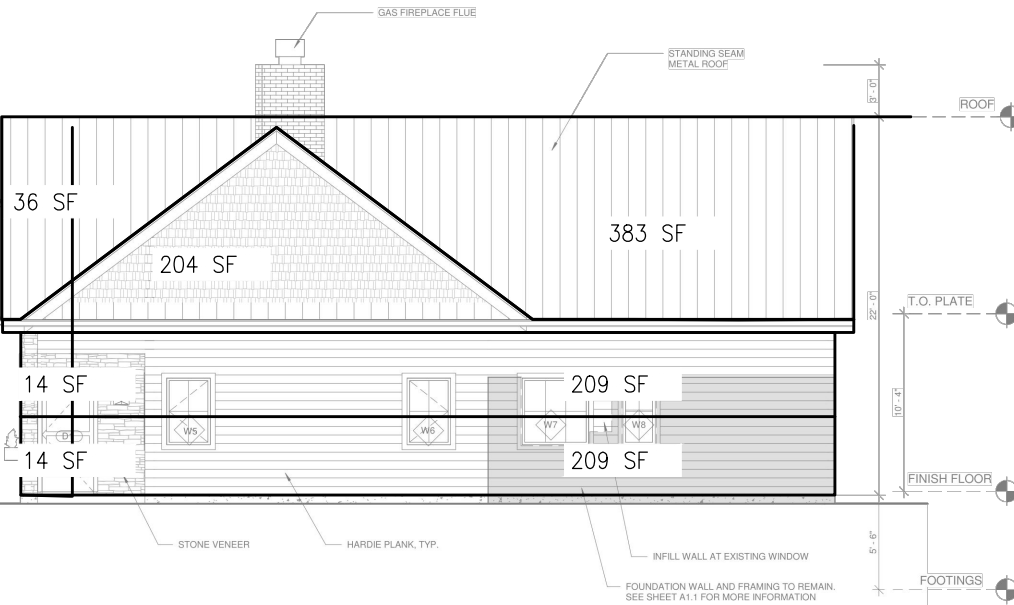 GAS FIREPLACE FLUE
STANDING SEAM
METAL ROOF
3' - 0"
ROOF
36 SF
383 SF
204 SF
22' - 0"
T.O. PLATE
14 SF
209 SF
10' - 4"
D
W5
W6
W7
W8
14 SF
209 SF
FINISH FLOOR
STONE VENEER
HARDIE PLANK, TYP.
5' - 6"
INFILL WALL AT EXISTING WINDOW
FOOTINGS
FOUNDATION WALL AND FRAMING TO REMAIN.
SEE SHEET A1.1 FOR MORE INFORMATION